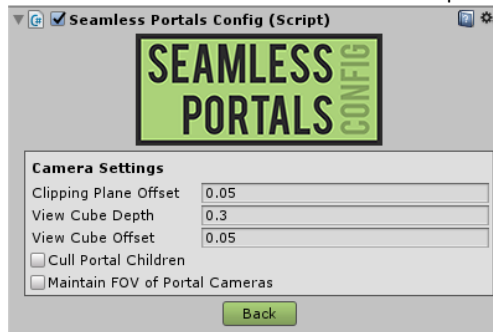 Seamless Portals Config (Script)
SEAMLESS
PORTALS
CONFIG
Camera Settings
Clipping Plane Offset 0.05
View Cube Depth 0.3
View Cube Offset 0.05
Cull Portal Children
Maintain FOV of Portal Cameras
Back